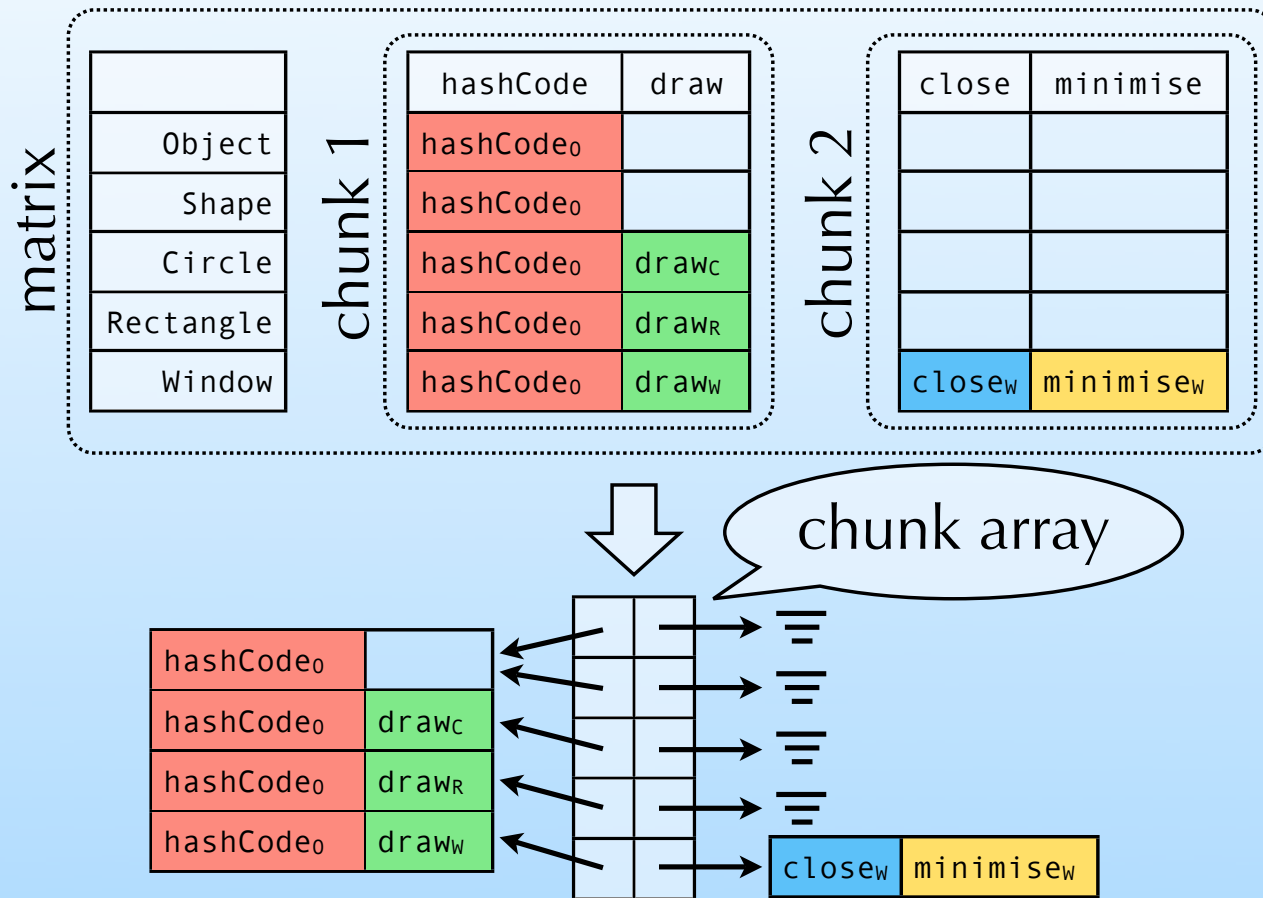 matrix
chunk 1
chunk 2
hashCode draw
close minimise
Object hashCodeO
Shape hashCodeO
Circle hashCodeO drawC
Rectangle hashCodeO drawR
Window hashCodeO drawW closeW minimiseW
chunk array
hashCodeO
hashCodeO drawC
hashCodeO drawR
hashCodeO drawW
closeW minimiseW